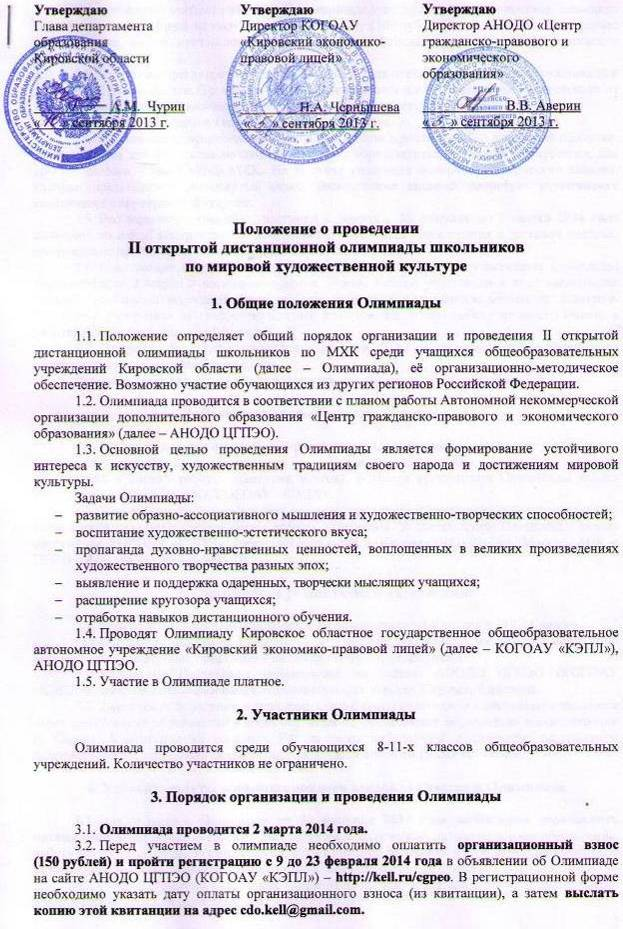 Утверждаю
Глава департамента
образования
Кировской области
А.М. Чурин
сентября 2013 г.
Утверждаю
Директор КОГОАУ
«Кировский экономико-
правовой лицей»
Н.А. Чернышева
сентября 2013 г.
Утверждаю
Директор АНОДО «Центр
гражданско-правового и
экономического
образования»
В.В. Аверин
сентября 2013 г.
Положение о проведении
II открытой дистанционной олимпиады школьников
по мировой художественной культуре
1. Общие положения Олимпиады
1.1. Положение определяет общий порядок организации и проведения II открытой
дистанционной олимпиады школьников по МХК среди учащихся общеобразовательных
учреждений Кировской области (далее – Олимпиада), её организационно-методическое
обеспечение. Возможно участие обучающихся из других регионов Российской Федерации.
1.2. Олимпиада проводится в соответствии с планом работы Автономной некоммерческой
организации дополнительного образования «Центр гражданско-правового и экономического
образования» (далее – АНОДО ЦГПЭО).
1.3. Основной целью проведения Олимпиады является формирование устойчивого
интереса к искусству, художественным традициям своего народа и достижениям мировой
культуры.
Задачи Олимпиады:
– развитие образно-ассоциативного мышления и художественно-творческих способностей;
– воспитание художественно-эстетического вкуса;
– пропаганда духовно-нравственных ценностей, воплощенных в великих произведениях
художественного творчества разных эпох;
– выявление и поддержка одаренных, творчески мыслящих учащихся;
– расширение кругозора учащихся;
– отработка навыков дистанционного обучения.
1.4. Проводят Олимпиаду Кировское областное государственное общеобразовательное
автономное учреждение «Кировский экономико-правовой лицей» (далее – КОГОАУ «КЭПЛ»),
АНОДО ЦГПЭО.
1.5. Участие в Олимпиаде платное.
2. Участники Олимпиады
Олимпиада проводится среди обучающихся 8-11-х классов общеобразовательных
учреждений. Количество участников не ограничено.
3. Порядок организации и проведения Олимпиады
3.1. Олимпиада проводится 2 марта 2014 года.
3.2. Перед участием в олимпиаде необходимо оплатить организационный взнос
(150 рублей) и пройти регистрацию с 9 до 23 февраля 2014 года в объявлении об Олимпиаде
на сайте АНОДО ЦГПЭО (КОГОАУ «КЭПЛ») – http://kell.ru/cgpeo. В регистрационной форме
необходимо указать дату оплаты организационного взноса (из квитанции), а затем выслать
копию этой квитанции на адрес cdo.kell@gmail.com.